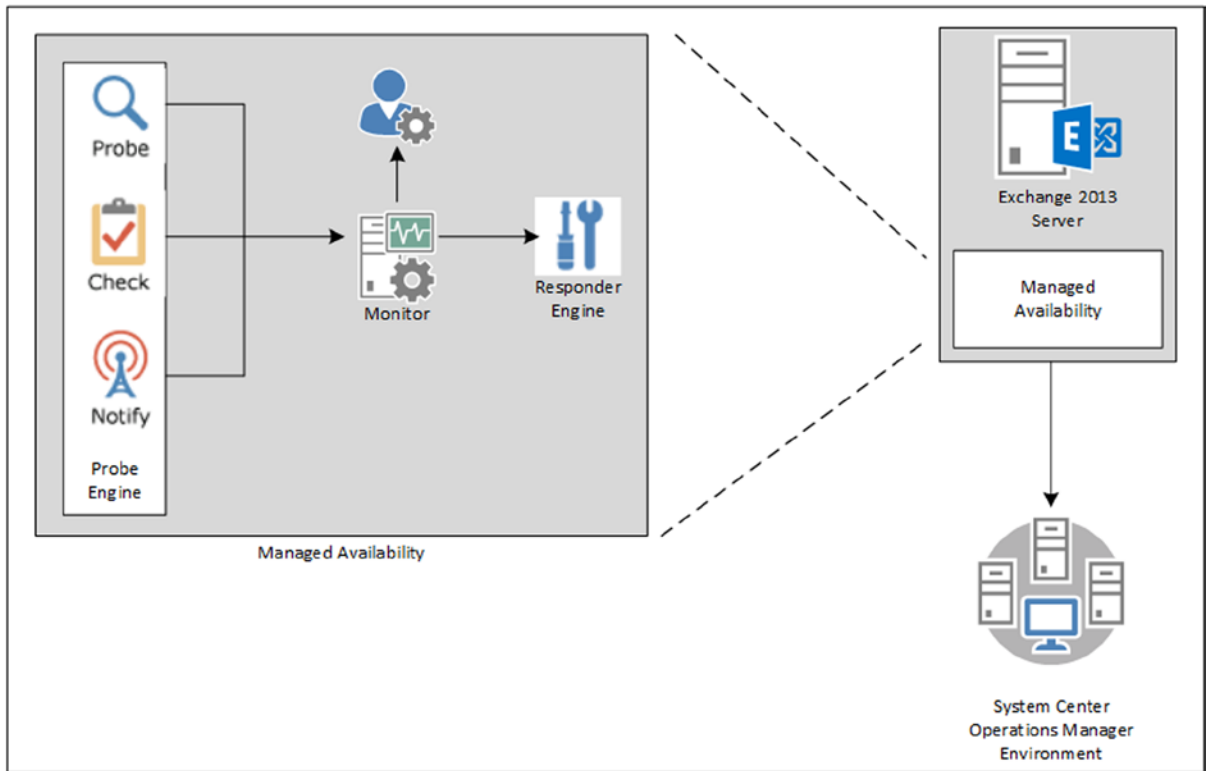 Probe
Check
Notify
Probe
Engine
Monitor
Responder
Engine
Managed Availability
E
Exchange 2013
Server
Managed
Availability
System Center
Operations Manager
Environment